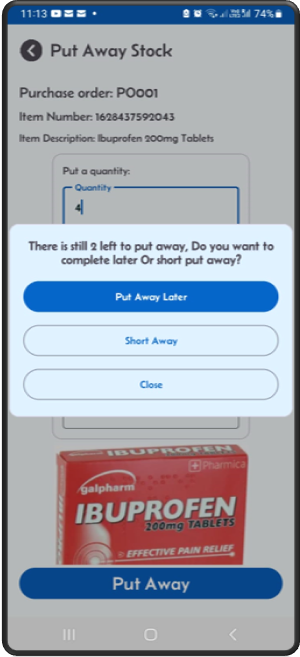 11:13
74%
Put Away Stock
Purchase order: PO001
Item Number: 1628437592043
Item Description: Ibuprofen 200mg Tablets
Put a quantity:
Quantity
4
There is still 2 left to put away, Do you want to
complete later Or short put away?
Put Away Later
Short Away
Close
IBUPROFEN
Pharmica
galpharm
IBUPROFEN
200mg TABLETS
EFFECTIVE PAIN RELIEF
Put Away